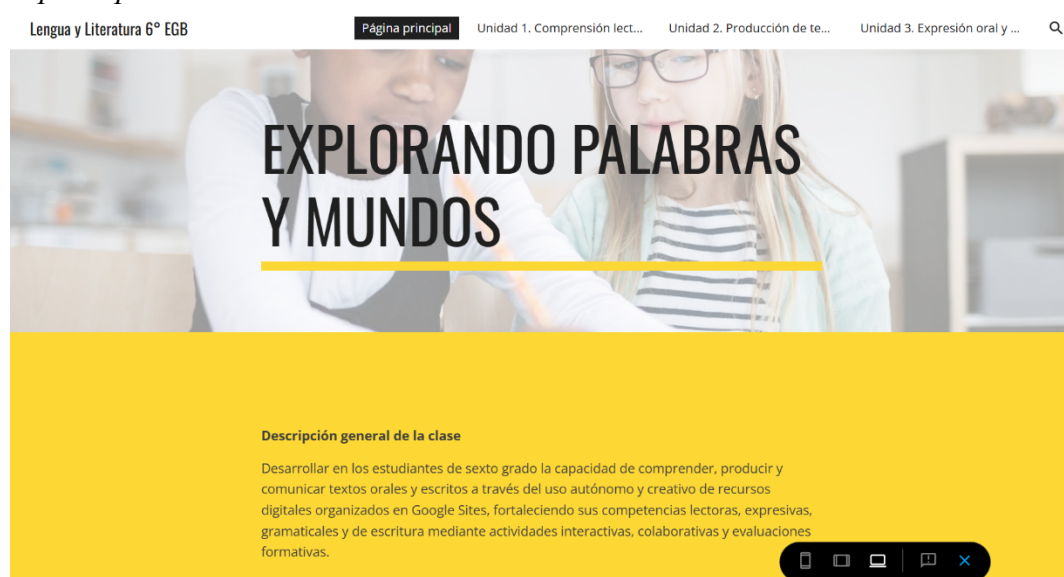 Lengua y Literatura 6° EGB
Página principal
Unidad 1. Comprensión lect...
Unidad 2. Producción de te...
Unidad 3. Expresión oral y ...
EXPLORANDO PALABRAS
Y MUNDOS
Descripción general de la clase
Desarrollar en los estudiantes de sexto grado la capacidad de comprender, producir y
comunicar textos orales y escritos a través del uso autónomo y creativo de recursos
digitales organizados en Google Sites, fortaleciendo sus competencias lectoras, expresivas,
gramaticales y de escritura mediante actividades interactivas, colaborativas y evaluaciones
formativas.